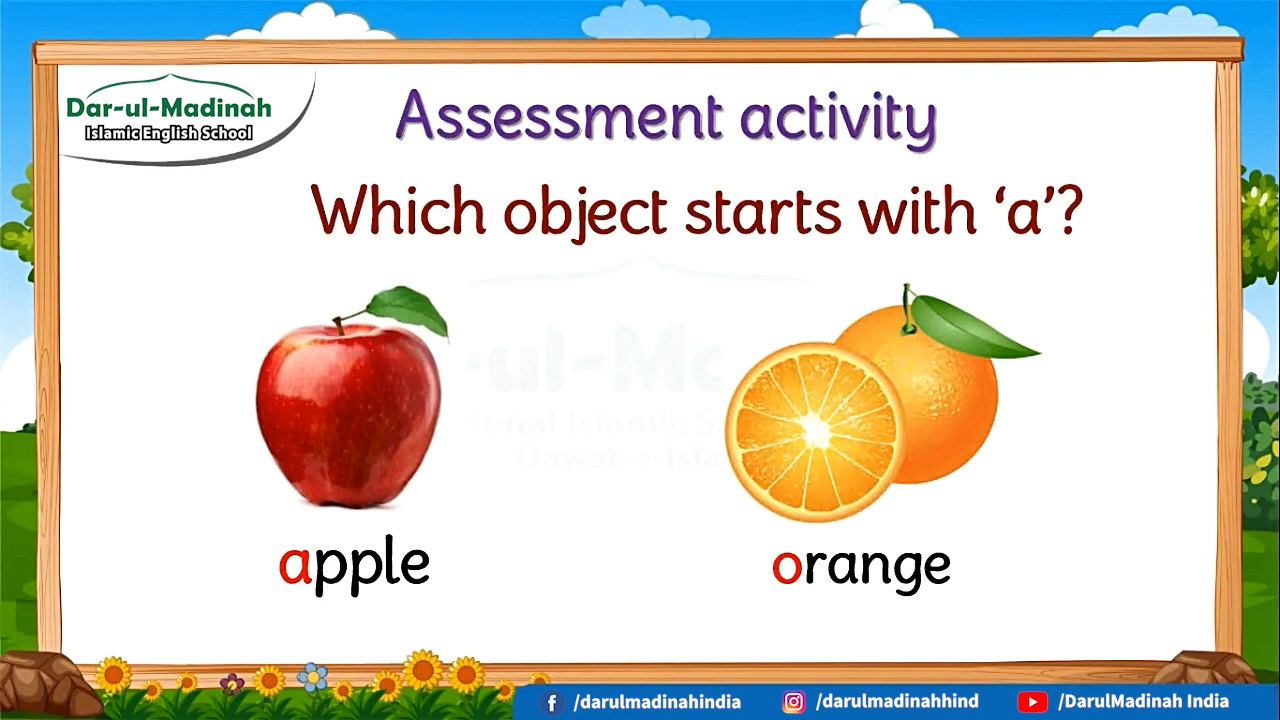 Dar-ul-Madinah
Islamic English School
Assessment activity
Which object starts with ‘a’?
apple
orange
/darulmadinahindia
/darulmadinahhind
/DarulMadinah India